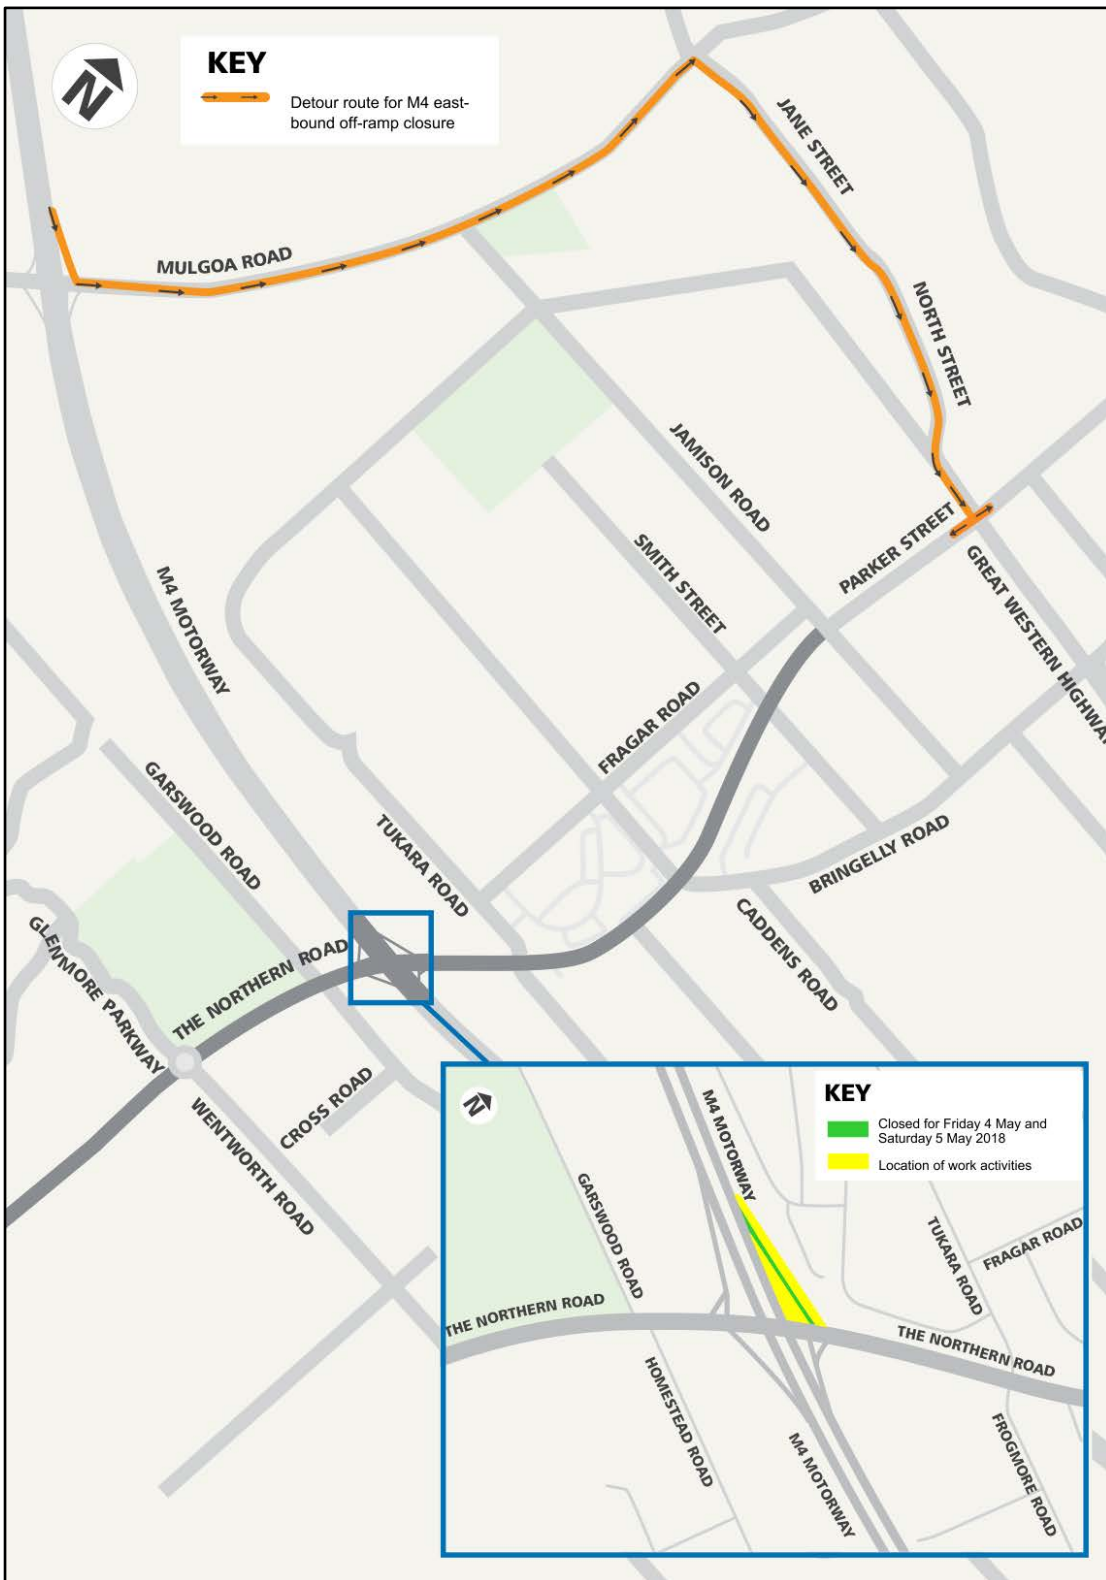 N
KEY
Detour route for M4 east-
bound off-ramp closure
JANE STREET
MULGOA ROAD
NORTH STREET
JAMISON ROAD
PARKER STREET
SMITH STREET
GREAT WESTERN HIGHWAY
M4 MOTORWAY
FRAGAR ROAD
GARSWOOD ROAD
TUKARA ROAD
BRINGELLY ROAD
CADDENS ROAD
GLENMORE PARKWAY
THE NORTHERN ROAD
CROSS ROAD
WENTWORTH ROAD
N
KEY
Closed for Friday 4 May and
Saturday 5 May 2018
Location of work activities
M4 MOTORWAY
GARSWOOD ROAD
TUKARA ROAD
FRAGAR ROAD
THE NORTHERN ROAD
THE NORTHERN ROAD
HOMESTEAD ROAD
M4 MOTORWAY
FROGMORE ROAD